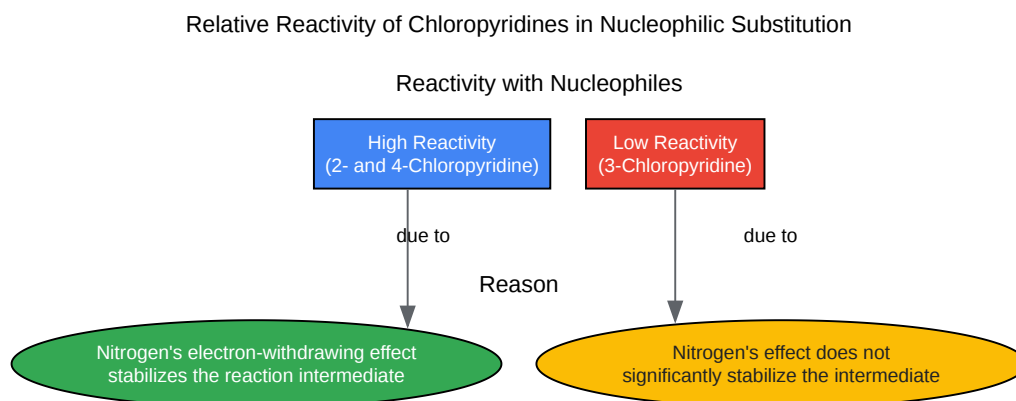 Relative Reactivity of Chloropyridines in Nucleophilic Substitution
Reactivity with Nucleophiles
High Reactivity
(2- and 4-Chloropyridine)
Low Reactivity
(3-Chloropyridine)
due to
due to
Reason
Nitrogen's electron-withdrawing effect
stabilizes the reaction intermediate
Nitrogen's effect does not
significantly stabilize the intermediate